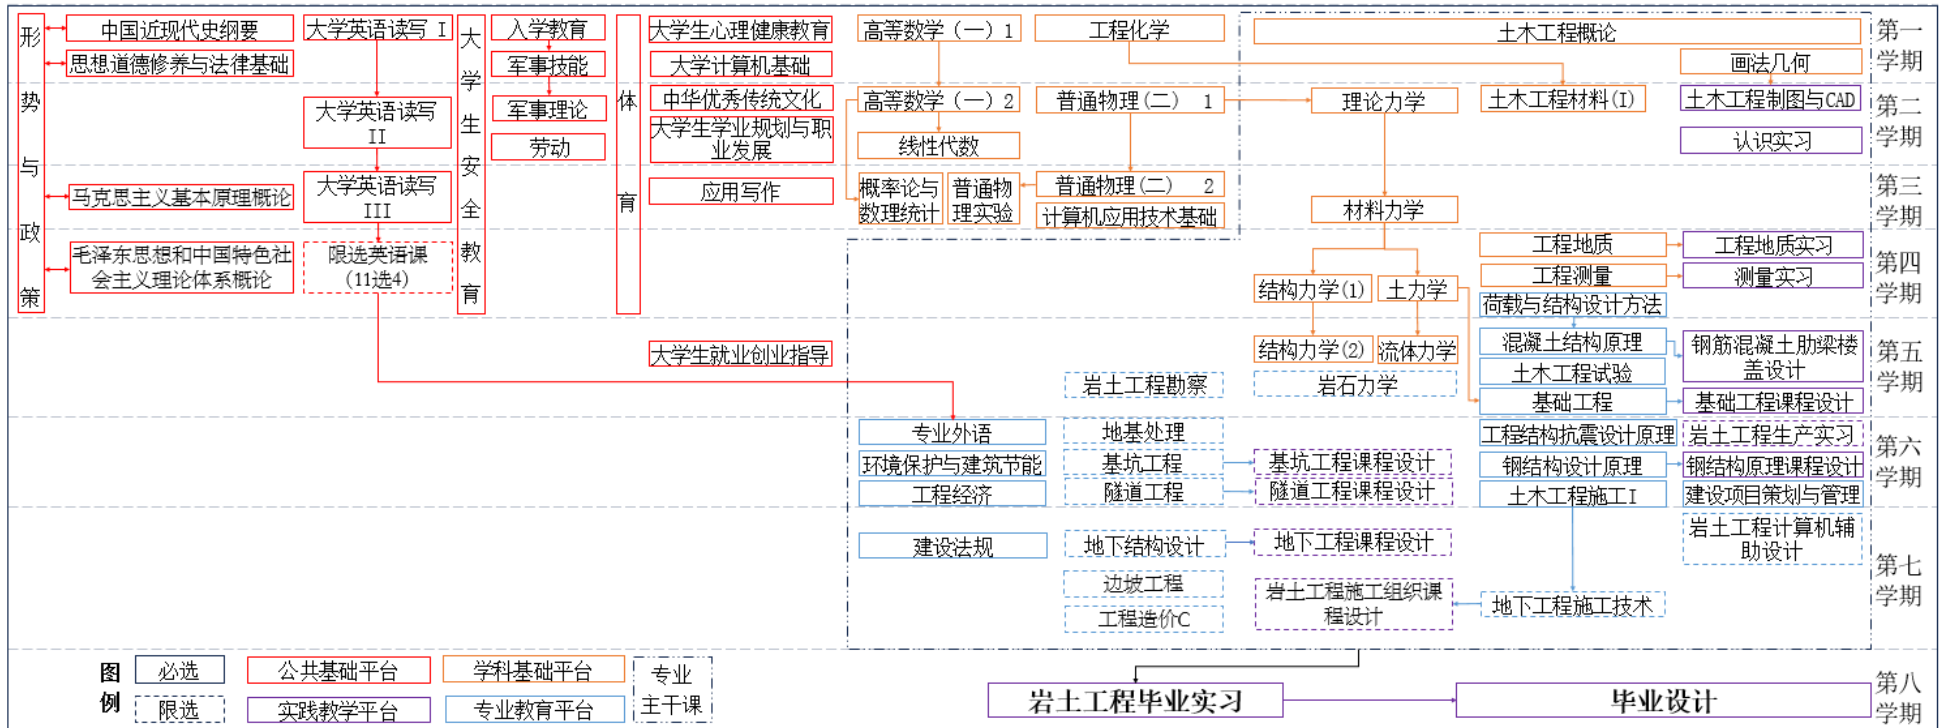 形
势
与
政
策
中国近现代史纲要
思想道德修养与法律基础
马克思主义基本原理概论
毛泽东思想和中国特色社
会主义理论体系概论
大学英语读写 I
大学英语读写
II
大学英语读写
III
限选英语课
(11选4)
大
学
生
安
全
教
育
入学教育
军事技能
军事理论
劳动
体
育
大学生心理健康教育
大学计算机基础
中华优秀传统文化
大学生学业规划与职
业发展
应用写作
大学生就业创业指导
高等数学（一）1
工程化学
高等数学（一）2
普通物理(二) 1
线性代数
概率论与
数理统计
普通物
理实验
普通物理(二) 2
计算机应用技术基础
土木工程概论
画法几何
第一
学期
理论力学
土木工程材料(I)
土木工程制图与CAD
认识实习
第二
学期
材料力学
第三
学期
工程地质
工程地质实习
工程测量
测量实习
结构力学(1)
土力学
荷载与结构设计方法
第四
学期
结构力学(2)
流体力学
混凝土结构原理
钢筋混凝土肋梁楼
盖设计
岩土工程勘察
岩石力学
土木工程试验
基础工程
基础工程课程设计
第五
学期
专业外语
地基处理
工程结构抗震设计原理
岩土工程生产实习
环境保护与建筑节能
基坑工程
基坑工程课程设计
钢结构设计原理
钢结构原理课程设计
工程经济
隧道工程
隧道工程课程设计
土木工程施工I
建设项目策划与管理
第六
学期
建设法规
地下结构设计
地下工程课程设计
岩土工程计算机辅
助设计
边坡工程
岩土工程施工组织课
程设计
地下工程施工技术
工程造价C
第七
学期
图
例
必选
公共基础平台
学科基础平台
专业
主干课
限选
实践教学平台
专业教育平台
岩土工程毕业实习
毕业设计
第八
学期